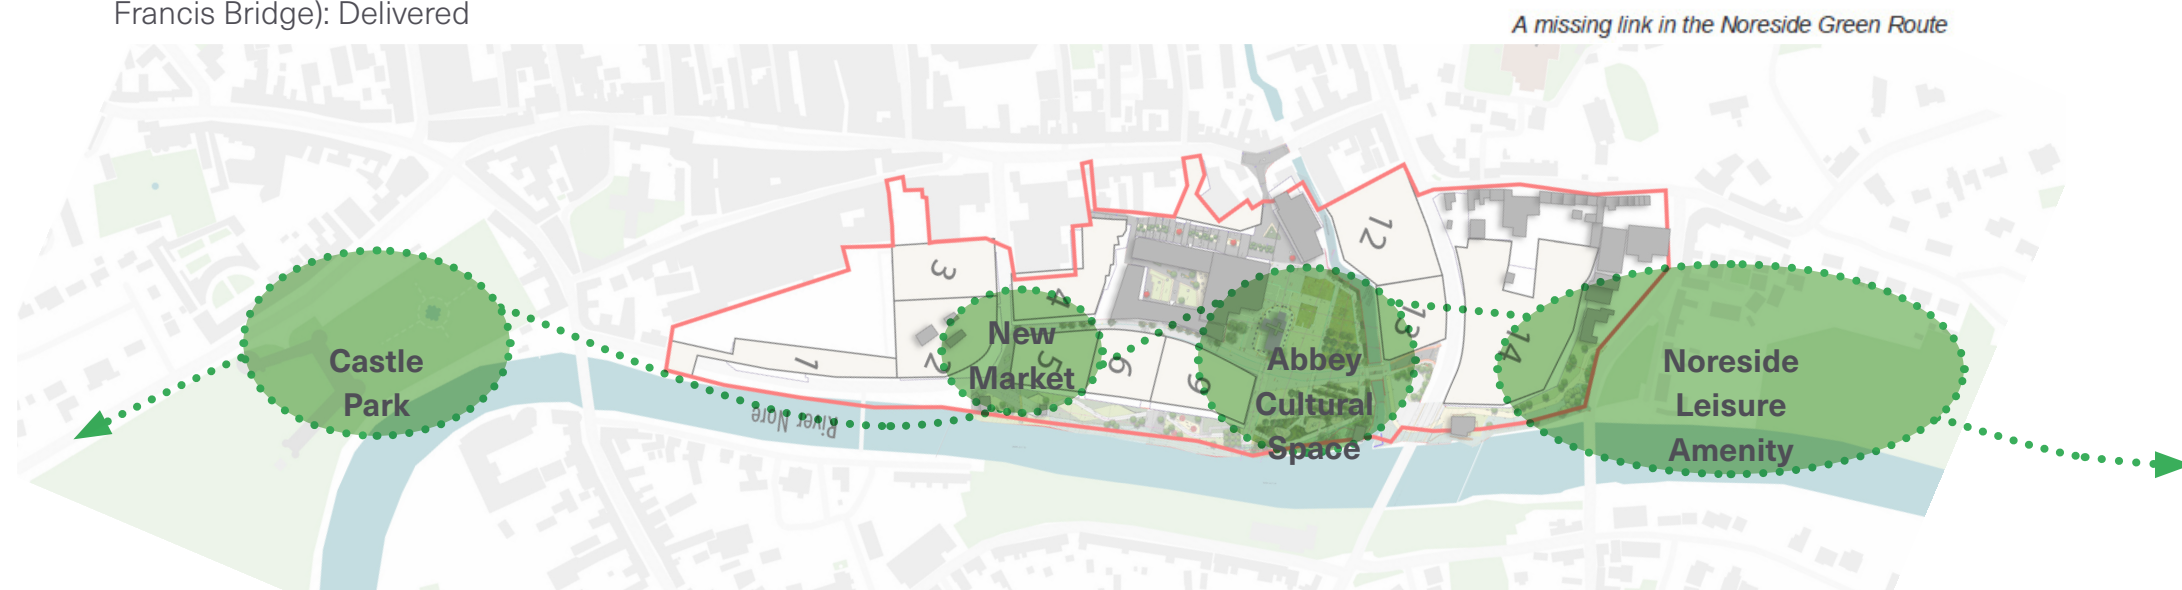 Francis Bridge): Delivered
A missing link in the Noreside Green Route
12
3
4
13
New
Market
14
1
2
5
6
9
Castle
Park
Abbey
Cultural
Space
Noreside
Leisure
Amenity
River Nore